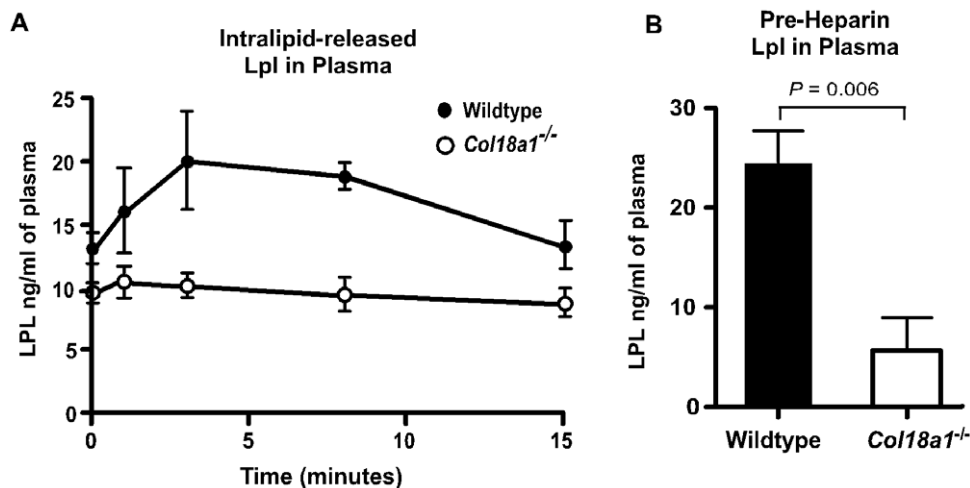 A
Intralipid-released
Lpl in Plasma
LPL ng/ml of plasma
25
20
15
10
5
0
Wildtype
Col18a1-/-
0
5
10
15
Time (minutes)
B
Pre-Heparin
Lpl in Plasma
P = 0.006
LPL ng/ml of plasma
30
20
10
0
Wildtype
Col18a1-/-